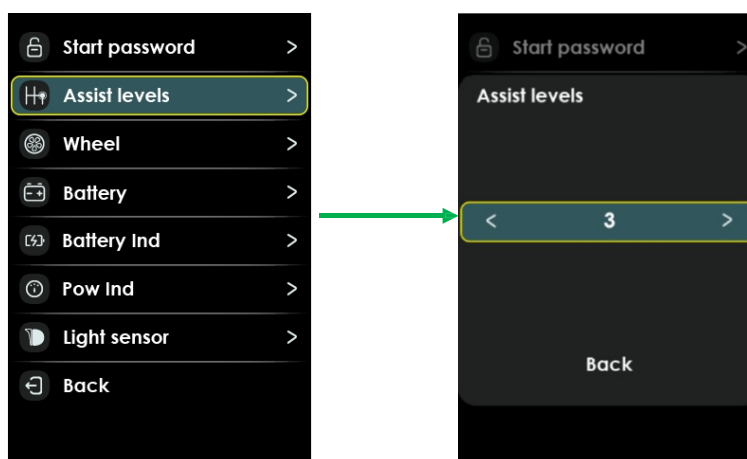 Start password >
Assist levels >
Wheel >
Battery >
Battery Ind >
Pow Ind >
Light sensor >
Back
Start password >
Assist levels
< 3 >
Back